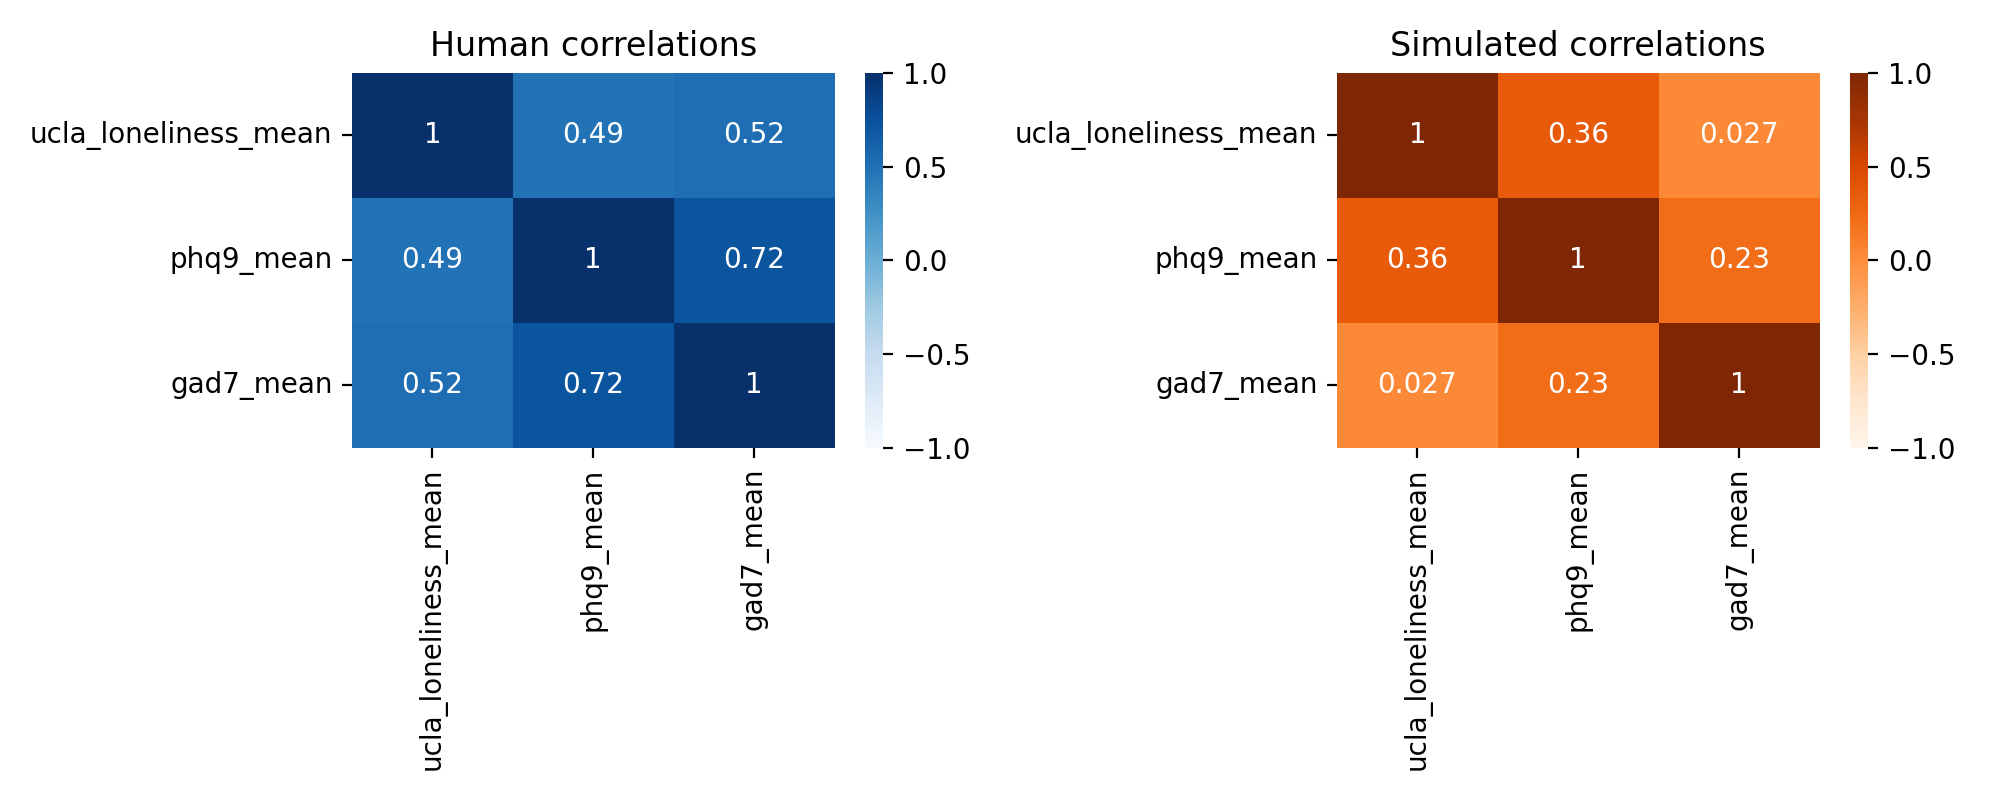 Human correlations
ucla_loneliness_mean 1 0.49 0.52
phq9_mean 0.49 1 0.72
gad7_mean 0.52 0.72 1
ucla_loneliness_mean
phq9_mean
gad7_mean
1.0
0.5
0.0
−0.5
−1.0
Simulated correlations
ucla_loneliness_mean 1 0.36 0.027
phq9_mean 0.36 1 0.23
gad7_mean 0.027 0.23 1
ucla_loneliness_mean
phq9_mean
gad7_mean
1.0
0.5
0.0
−0.5
−1.0